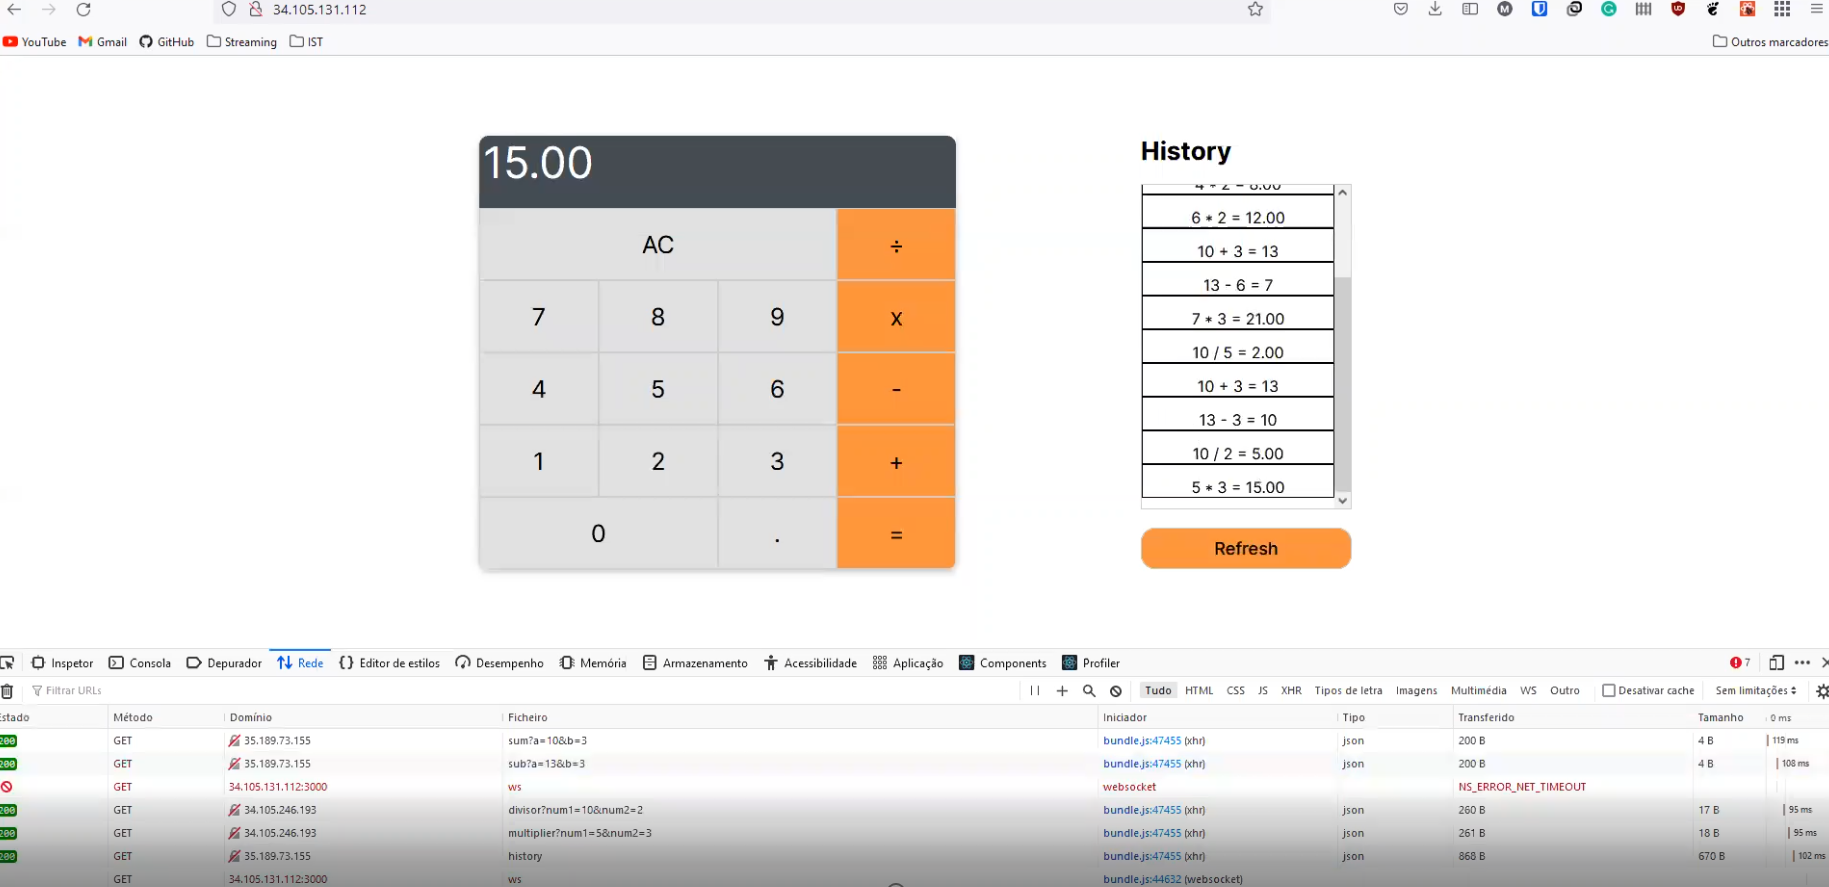 34.105.131.112
YouTube Gmail GitHub Streaming IST Outros marcadores
15.00
AC ÷
7 8 9 x
4 5 6 -
1 2 3 +
0 . =
History
4 * 2 = 8.00
6 * 2 = 12.00
10 + 3 = 13
13 - 6 = 7
7 * 3 = 21.00
10 / 5 = 2.00
10 + 3 = 13
13 - 3 = 10
10 / 2 = 5.00
5 * 3 = 15.00
Refresh
Inspetor Consola Depurador Rede Editor de estilos Desempenho Memória Armazenamento Acessibilidade Aplicação Components Profiler 7
Filtrar URLs Tudo HTML CSS JS XHR Tipos de letra Imagens Multimédia WS Outro Desativar cache Sem limitações
Estado Método Domínio Ficheiro Iniciador Tipo Transferido Tamanho 0 ms
200 GET 35.189.73.155 sum?a=10&b=3 bundle.js:47455 (xhr) json 200 B 4 B 119 ms
200 GET 35.189.73.155 sub?a=13&b=3 bundle.js:47455 (xhr) json 200 B 4 B 108 ms
GET 34.105.131.112:3000 ws websocket NS_ERROR_NET_TIMEOUT
200 GET 34.105.246.193 divisor?num1=10&num2=2 bundle.js:47455 (xhr) json 260 B 17 B 95 ms
200 GET 34.105.246.193 multiplier?num1=5&num2=3 bundle.js:47455 (xhr) json 261 B 18 B 95 ms
200 GET 35.189.73.155 history bundle.js:47455 (xhr) json 868 B 670 B 102 ms
GET 34.105.131.112:3000 ws bundle.js:44632 (websocket)